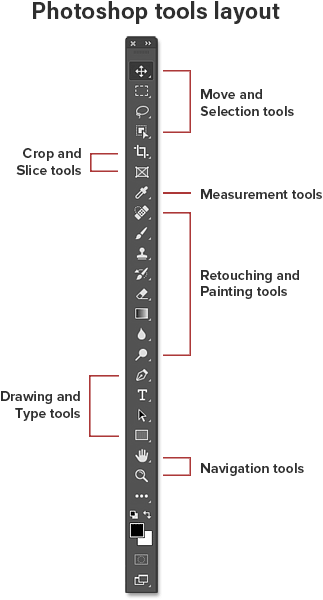 Photoshop tools layout
Move and
Selection tools
Crop and
Slice tools
Measurement tools
Retouching and
Painting tools
Drawing and
Type tools
T
Navigation tools